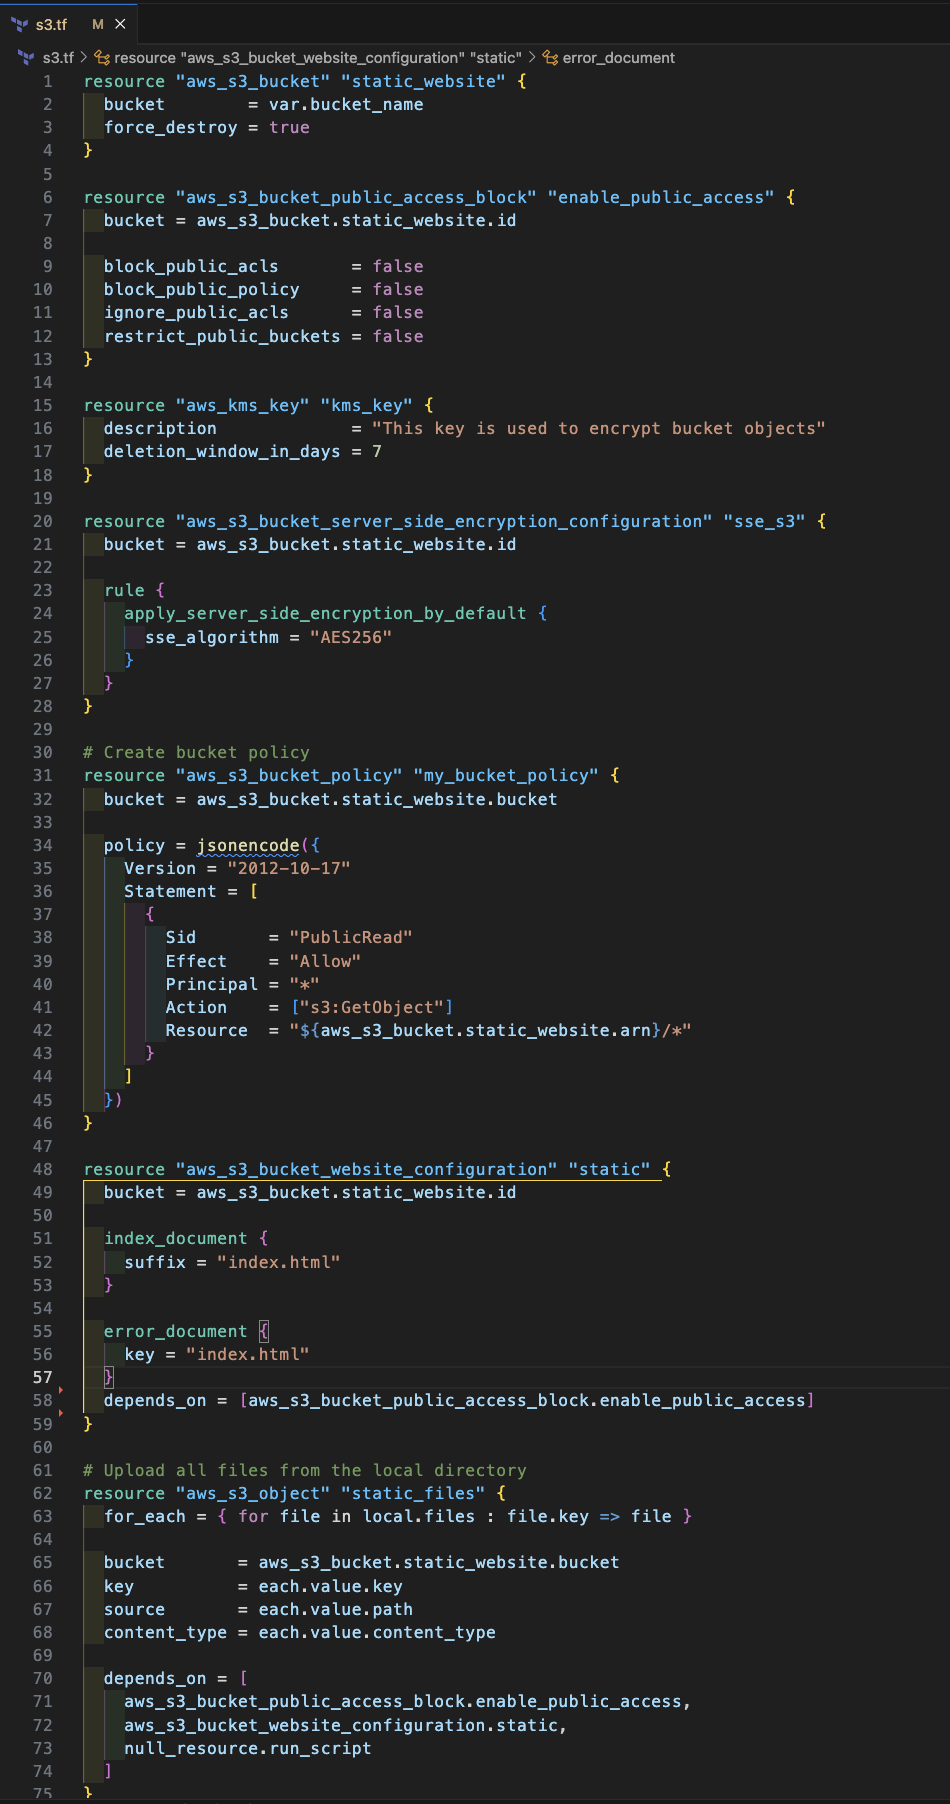 s3.tf M ×
s3.tf > resource "aws_s3_bucket_website_configuration" "static" > error_document
1 resource "aws_s3_bucket" "static_website" {
2   bucket        = var.bucket_name
3   force_destroy = true
4 }
5
6 resource "aws_s3_bucket_public_access_block" "enable_public_access" {
7   bucket = aws_s3_bucket.static_website.id
8
9   block_public_acls       = false
10   block_public_policy     = false
11   ignore_public_acls      = false
12   restrict_public_buckets = false
13 }
14
15 resource "aws_kms_key" "kms_key" {
16   description             = "This key is used to encrypt bucket objects"
17   deletion_window_in_days = 7
18 }
19
20 resource "aws_s3_bucket_server_side_encryption_configuration" "sse_s3" {
21   bucket = aws_s3_bucket.static_website.id
22
23   rule {
24     apply_server_side_encryption_by_default {
25       sse_algorithm = "AES256"
26     }
27   }
28 }
29
30 # Create bucket policy
31 resource "aws_s3_bucket_policy" "my_bucket_policy" {
32   bucket = aws_s3_bucket.static_website.bucket
33
34   policy = jsonencode({
35     Version = "2012-10-17"
36     Statement = [
37       {
38         Sid       = "PublicRead"
39         Effect    = "Allow"
40         Principal = "*"
41         Action    = ["s3:GetObject"]
42         Resource  = "${aws_s3_bucket.static_website.arn}/*"
43       }
44     ]
45   })
46 }
47
48 resource "aws_s3_bucket_website_configuration" "static" {
49   bucket = aws_s3_bucket.static_website.id
50
51   index_document {
52     suffix = "index.html"
53   }
54
55   error_document {
56     key = "index.html"
57   }
58   depends_on = [aws_s3_bucket_public_access_block.enable_public_access]
59 }
60
61 # Upload all files from the local directory
62 resource "aws_s3_object" "static_files" {
63   for_each = { for file in local.files : file.key => file }
64
65   bucket       = aws_s3_bucket.static_website.bucket
66   key          = each.value.key
67   source       = each.value.path
68   content_type = each.value.content_type
69
70   depends_on = [
71     aws_s3_bucket_public_access_block.enable_public_access,
72     aws_s3_bucket_website_configuration.static,
73     null_resource.run_script
74   ]
75 }